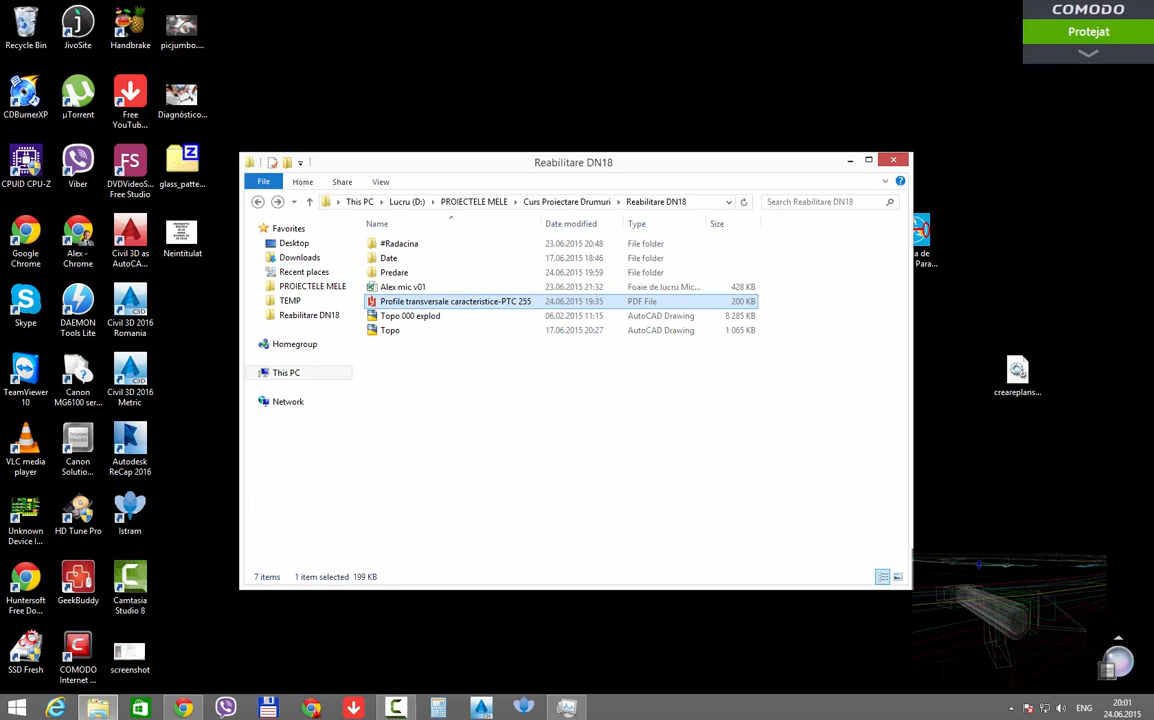 COMODO
Protejat
Recycle Bin
JivoSite
Handbrake
picjumbo....
CDBurnerXP
µTorrent
Free YouTub...
Diagnóstico...
CPUID CPU-Z
Viber
DVDVideoS... Free Studio
glass_patte...
Google Chrome
Alex - Chrome
Civil 3D as AutoCA...
Neintitulat
Skype
DAEMON Tools Lite
Civil 3D 2016 Romania
TeamViewer 10
Canon MG6100 ser...
Civil 3D 2016 Metric
VLC media player
Canon Solutio...
Autodesk ReCap 2016
Unknown Device I...
HD Tune Pro
Istram
Huntersoft Free Do...
GeekBuddy
Camtasia Studio 8
SSD Fresh
COMODO Internet ...
screenshot
Reabilitare DN18
File
Home
Share
View
This PC
Lucru (D:)
PROIECTELE MELE
Curs Proiectare Drumuri
Reabilitare DN18
Search Reabilitare DN18
Name
Date modified
Type
Size
Favorites
Desktop
Downloads
Recent places
PROIECTELE MELE
TEMP
Reabilitare DN18
Homegroup
This PC
Network
#Radacina 23.06.2015 20:48 File folder
Date 17.06.2015 18:46 File folder
Predare 24.06.2015 19:59 File folder
Alex mic v01 23.06.2015 21:32 Foaie de lucru Mic... 428 KB
Profile transversale caracteristice-PTC 255 24.06.2015 19:35 PDF File 200 KB
Topo 000 explod 06.02.2015 11:15 AutoCAD Drawing 8 285 KB
Topo 17.06.2015 20:27 AutoCAD Drawing 1 065 KB
7 items 1 item selected 199 KB
a de Para...
creareplans...
ENG
20:01
24.06.2015